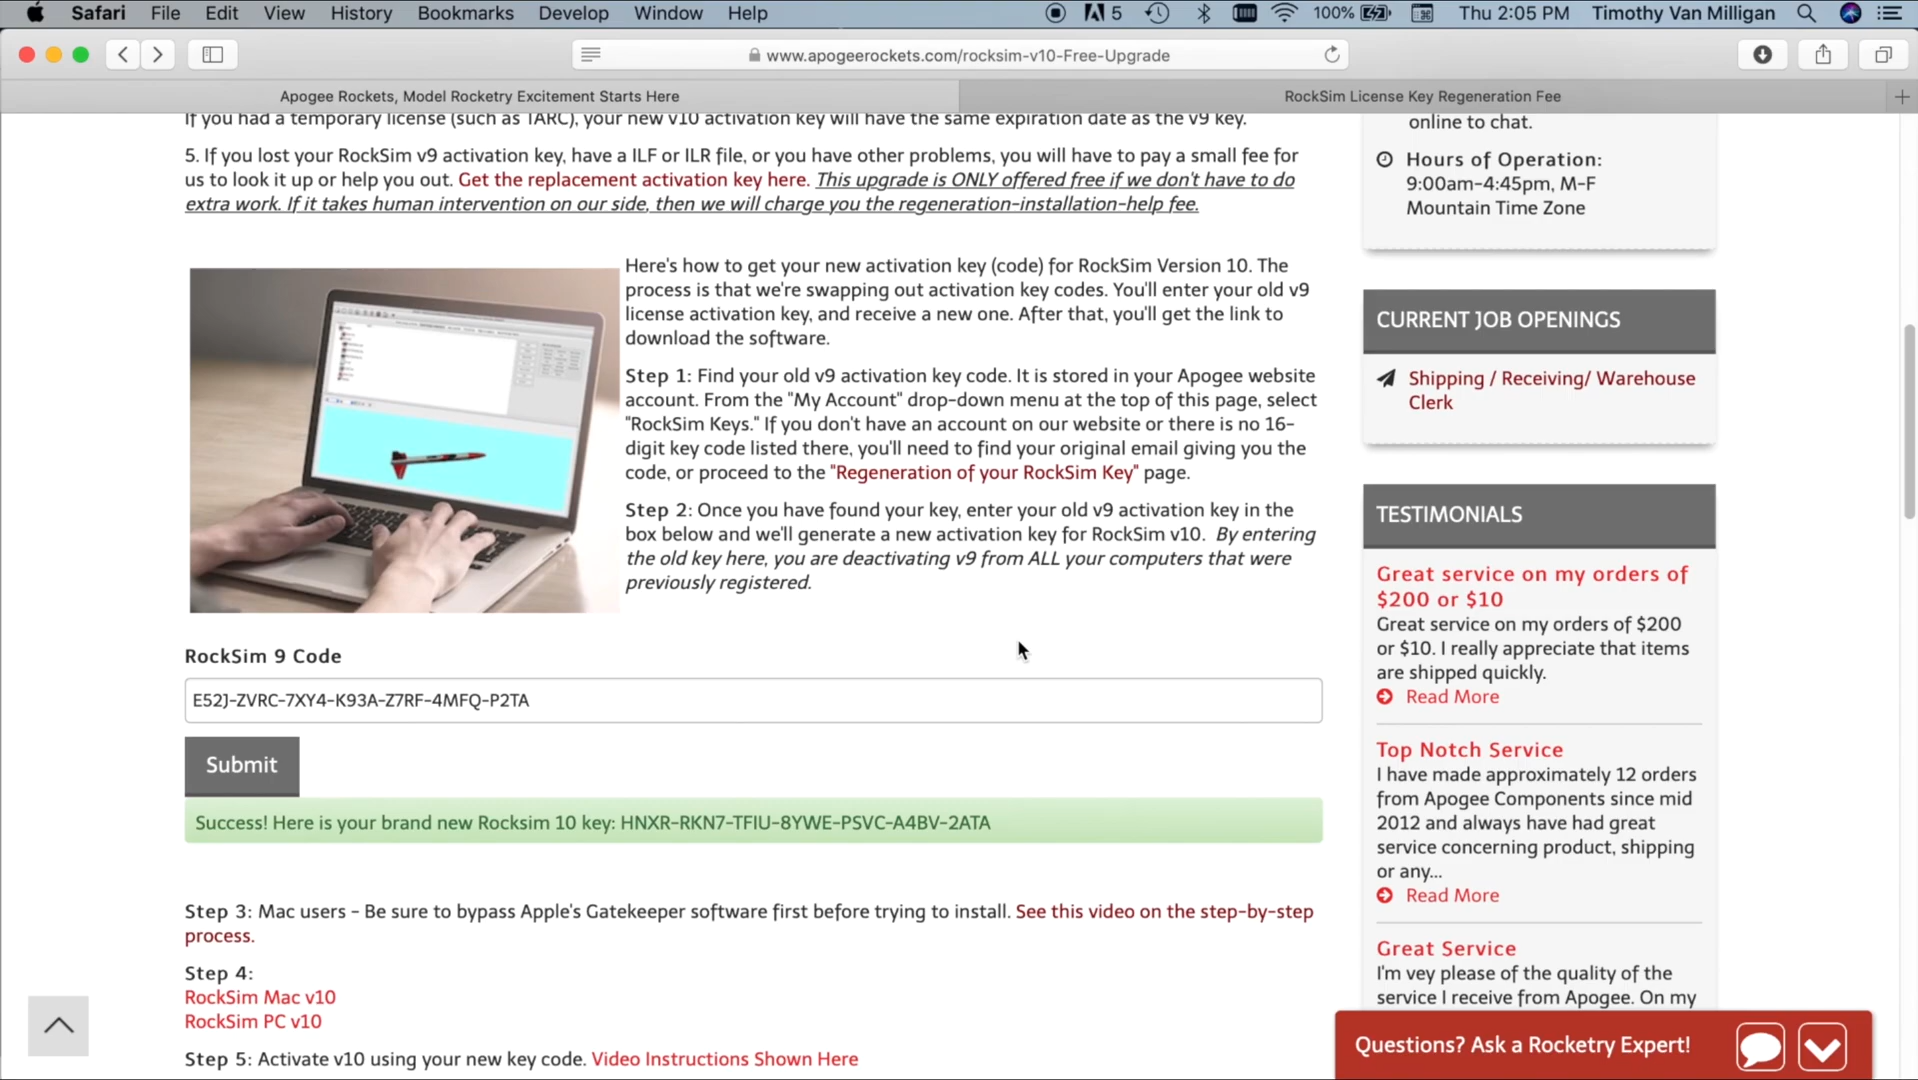 Safari File Edit View History Bookmarks Develop Window Help 5 100% Thu 2:05 PM Timothy Van Milligan
www.apogeerockets.com/rocksim-v10-Free-Upgrade
Apogee Rockets, Model Rocketry Excitement Starts Here
RockSim License Key Regeneration Fee
If you had a temporary license (such as TARC), your new v10 activation key will have the same expiration date as the v9 key.
5. If you lost your RockSim v9 activation key, have a ILF or ILR file, or you have other problems, you will have to pay a small fee for
us to look it up or help you out. Get the replacement activation key here. This upgrade is ONLY offered free if we don't have to do
extra work. If it takes human intervention on our side, then we will charge you the regeneration-installation-help fee.
Here's how to get your new activation key (code) for RockSim Version 10. The
process is that we're swapping out activation key codes. You'll enter your old v9
license activation key, and receive a new one. After that, you'll get the link to
download the software.
Step 1: Find your old v9 activation key code. It is stored in your Apogee website
account. From the "My Account" drop-down menu at the top of this page, select
"RockSim Keys." If you don't have an account on our website or there is no 16-
digit key code listed there, you'll need to find your original email giving you the
code, or proceed to the "Regeneration of your RockSim Key" page.
Step 2: Once you have found your key, enter your old v9 activation key in the
box below and we'll generate a new activation key for RockSim v10. By entering
the old key here, you are deactivating v9 from ALL your computers that were
previously registered.
RockSim 9 Code
E52J-ZVRC-7XY4-K93A-Z7RF-4MFQ-P2TA
Submit
Success! Here is your brand new Rocksim 10 key: HNXR-RKN7-TFIU-8YWE-PSVC-A4BV-2ATA
Step 3: Mac users - Be sure to bypass Apple's Gatekeeper software first before trying to install. See this video on the step-by-step
process.
Step 4:
RockSim Mac v10
RockSim PC v10
Step 5: Activate v10 using your new key code. Video Instructions Shown Here
online to chat.
Hours of Operation:
9:00am-4:45pm, M-F
Mountain Time Zone
CURRENT JOB OPENINGS
Shipping / Receiving/ Warehouse
Clerk
TESTIMONIALS
Great service on my orders of
$200 or $10
Great service on my orders of $200
or $10. I really appreciate that items
are shipped quickly.
Read More
Top Notch Service
I have made approximately 12 orders
from Apogee Components since mid
2012 and always have had great
service concerning product, shipping
or any...
Read More
Great Service
I'm vey please of the quality of the
service I receive from Apogee. On my
Questions? Ask a Rocketry Expert!